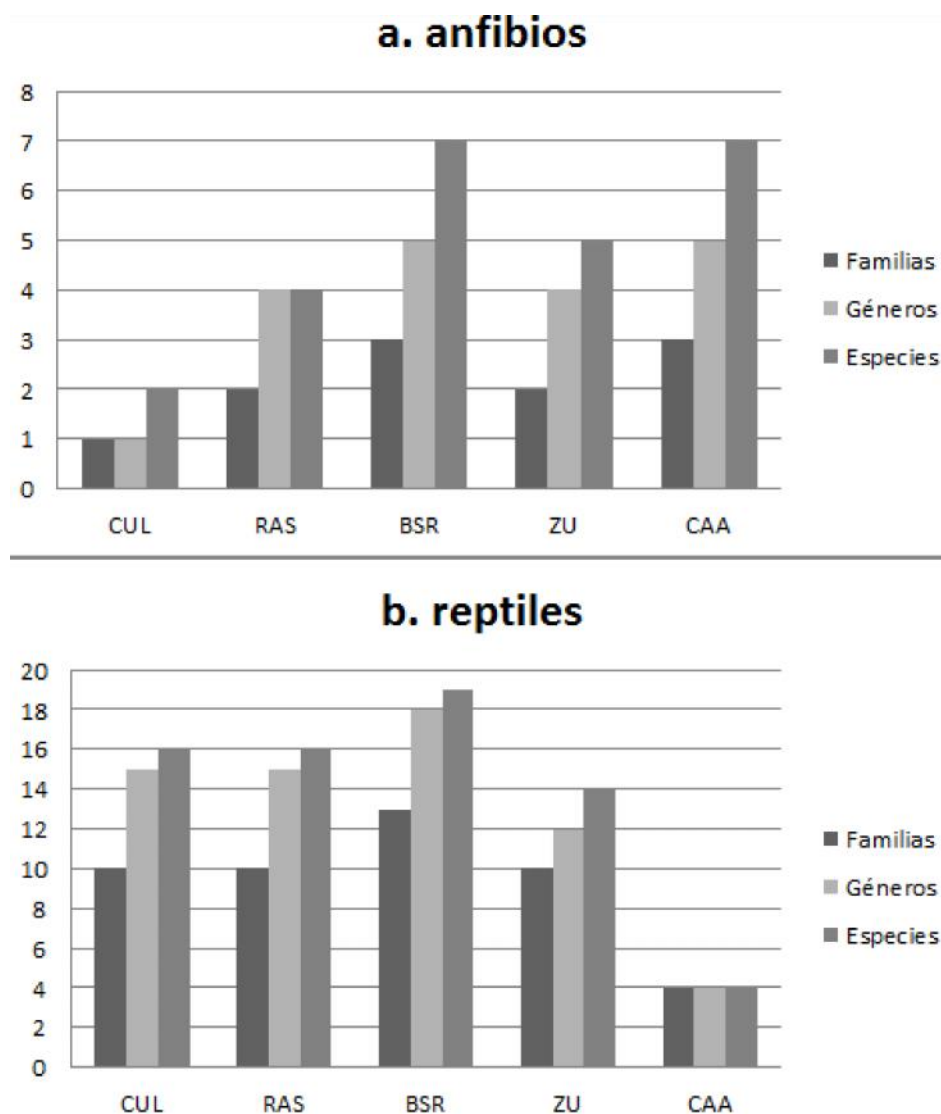 a. anfibios
8
7
6
5
4
3
2
1
0
CUL RAS BSR ZU CAA
Familias
Géneros
Especies
b. reptiles
20
18
16
14
12
10
8
6
4
2
0
CUL RAS BSR ZU CAA
Familias
Géneros
Especies